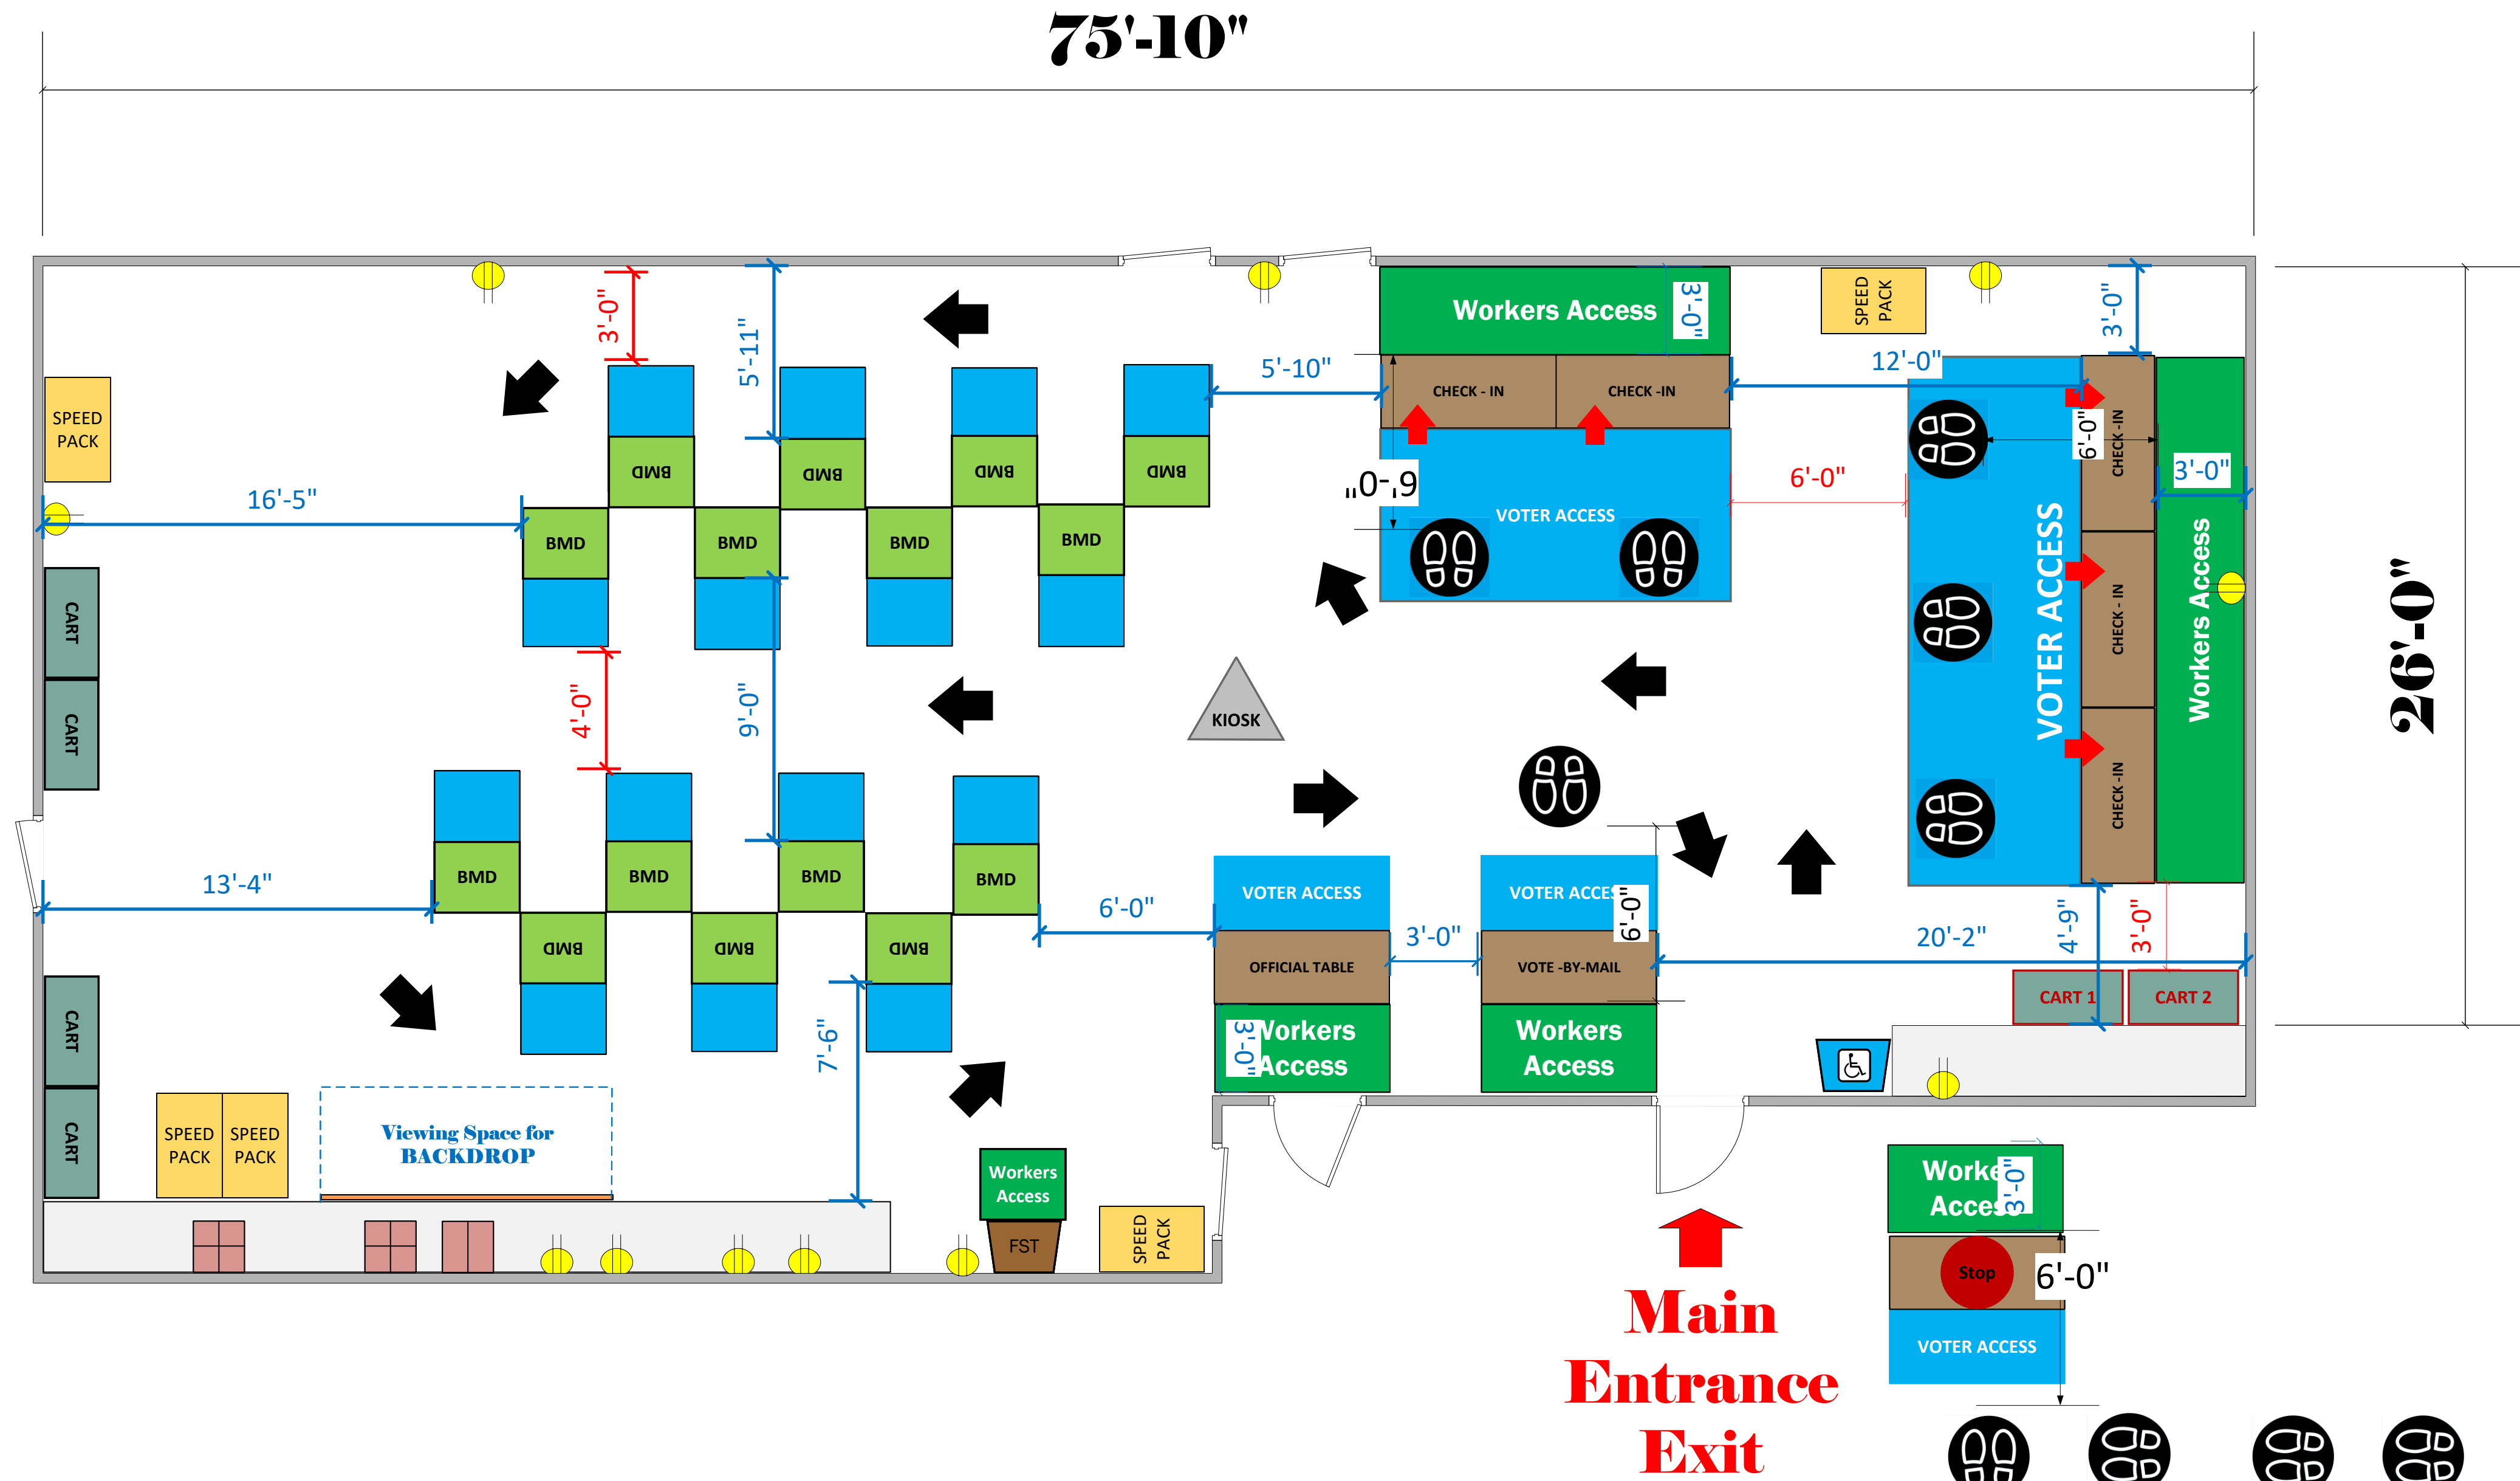 75'-10"
Workers Access
3'-0"
SPEED
PACK
3'-0"
3'-0"
5'-11"
5'-10"
12'-0"
CHECK - IN
CHECK -IN
SPEED
PACK
BMD
BMD
BMD
BMD
6'-0"
CHECK -IN
3'-0"
16'-5"
6'-0"
6'-0"
VOTER ACCESS
BMD
BMD
BMD
BMD
CART
CART
VOTER ACCESS
CHECK - IN
Workers Access
26'-0"
4'-0"
9'-0"
KIOSK
CHECK -IN
13'-4"
BMD
BMD
BMD
BMD
6'-0"
VOTER ACCESS
VOTER ACCE
6'-0"
3'-0"
20'-2"
4'-9"
3'-0"
BMD
BMD
BMD
OFFICIAL TABLE
VOTE -BY-MAIL
CART 1
CART 2
CART
CART
7'-6"
3'-0"
Workers
Access
Workers
Access
SPEED
PACK
SPEED
PACK
Viewing Space for
BACKDROP
Workers
Access
FST
SPEED
PACK
Worke
Access
3'-0"
Stop
6'-0"
VOTER ACCESS
Main
Entrance
Exit